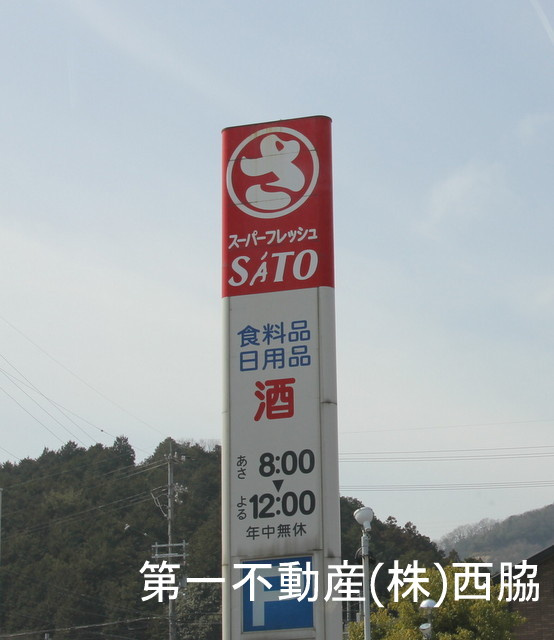 さ
スーパーフレッシュ
SATO
食料品
日用品
酒
あさ 8:00
▼
よる 12:00
年中無休
P
第一不動産(株)西脇